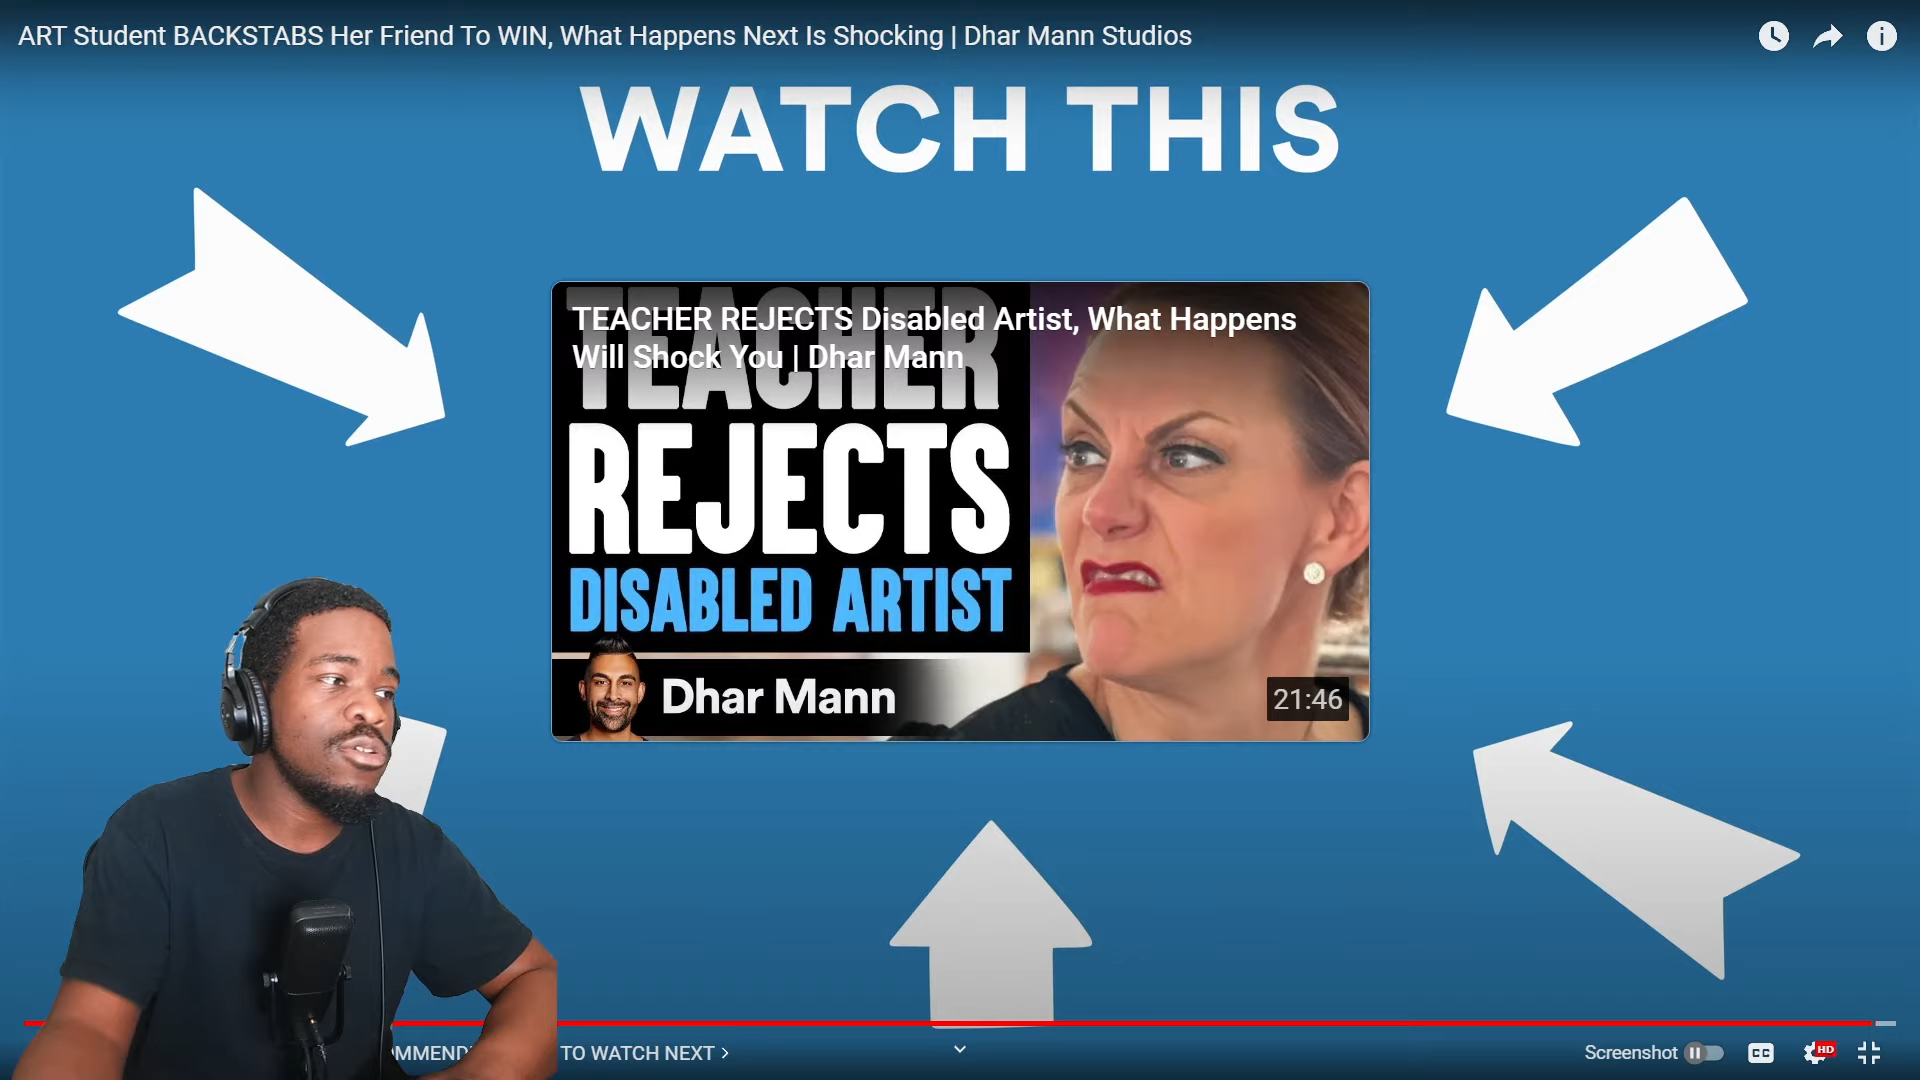 ART Student BACKSTABS Her Friend To WIN, What Happens Next Is Shocking | Dhar Mann Studios
WATCH THIS
TEACHER REJECTS Disabled Artist, What Happens
Will Shock You | Dhar Mann
TEACHER
REJECTS
DISABLED ARTIST
Dhar Mann
21:46
TO WATCH NEXT
Screenshot
CC
HD